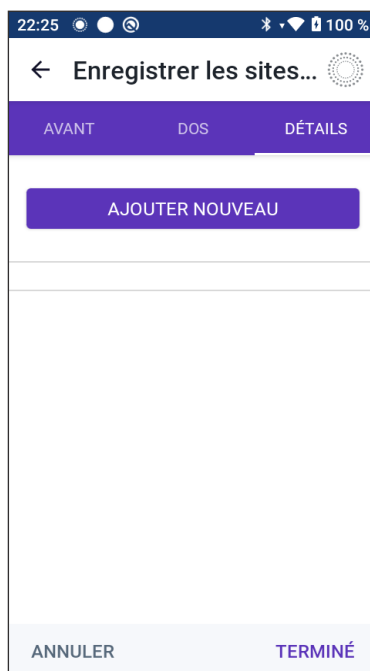 22:25 100 %
Enregistrer les sites...
AVANT DOS DÉTAILS
AJOUTER NOUVEAU
ANNULER TERMINÉ